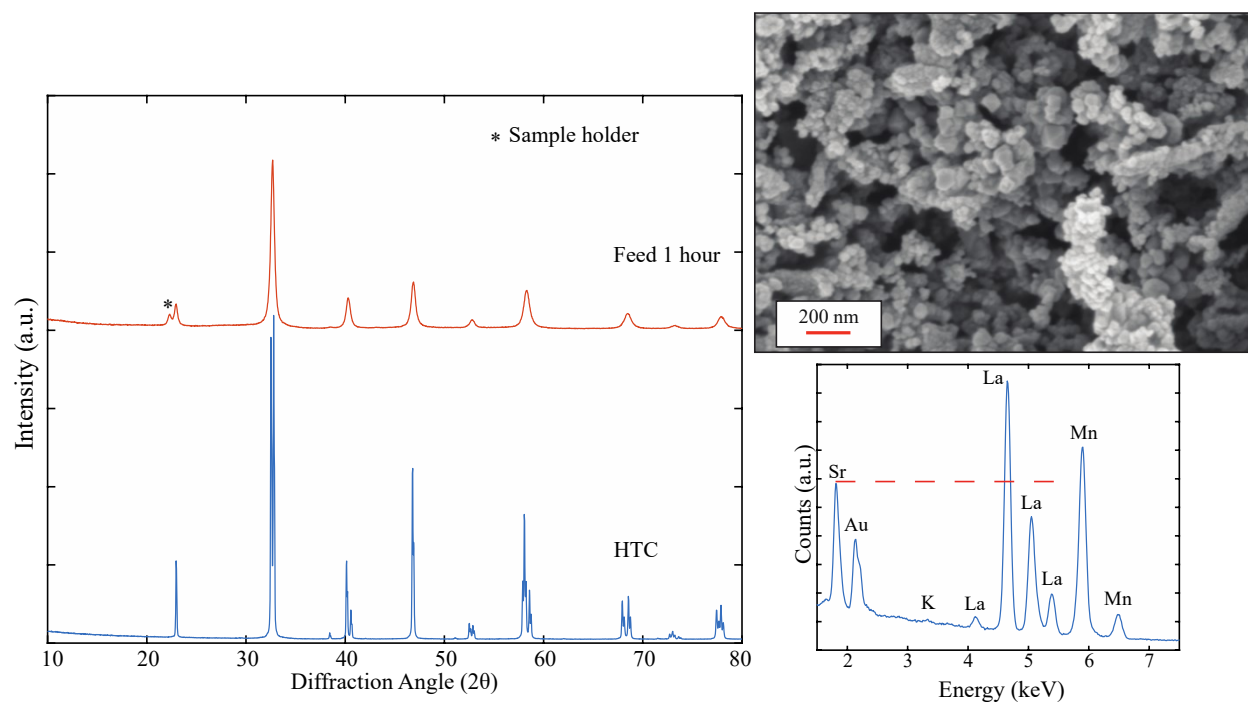 * Sample holder
Feed 1 hour
*
HTC
Intensity (a.u.)
10 20 30 40 50 60 70 80
Diffraction Angle (2θ)
200 nm
La
Mn
Sr
La
Au
La
K
La
Mn
Counts (a.u.)
2 3 4 5 6 7
Energy (keV)